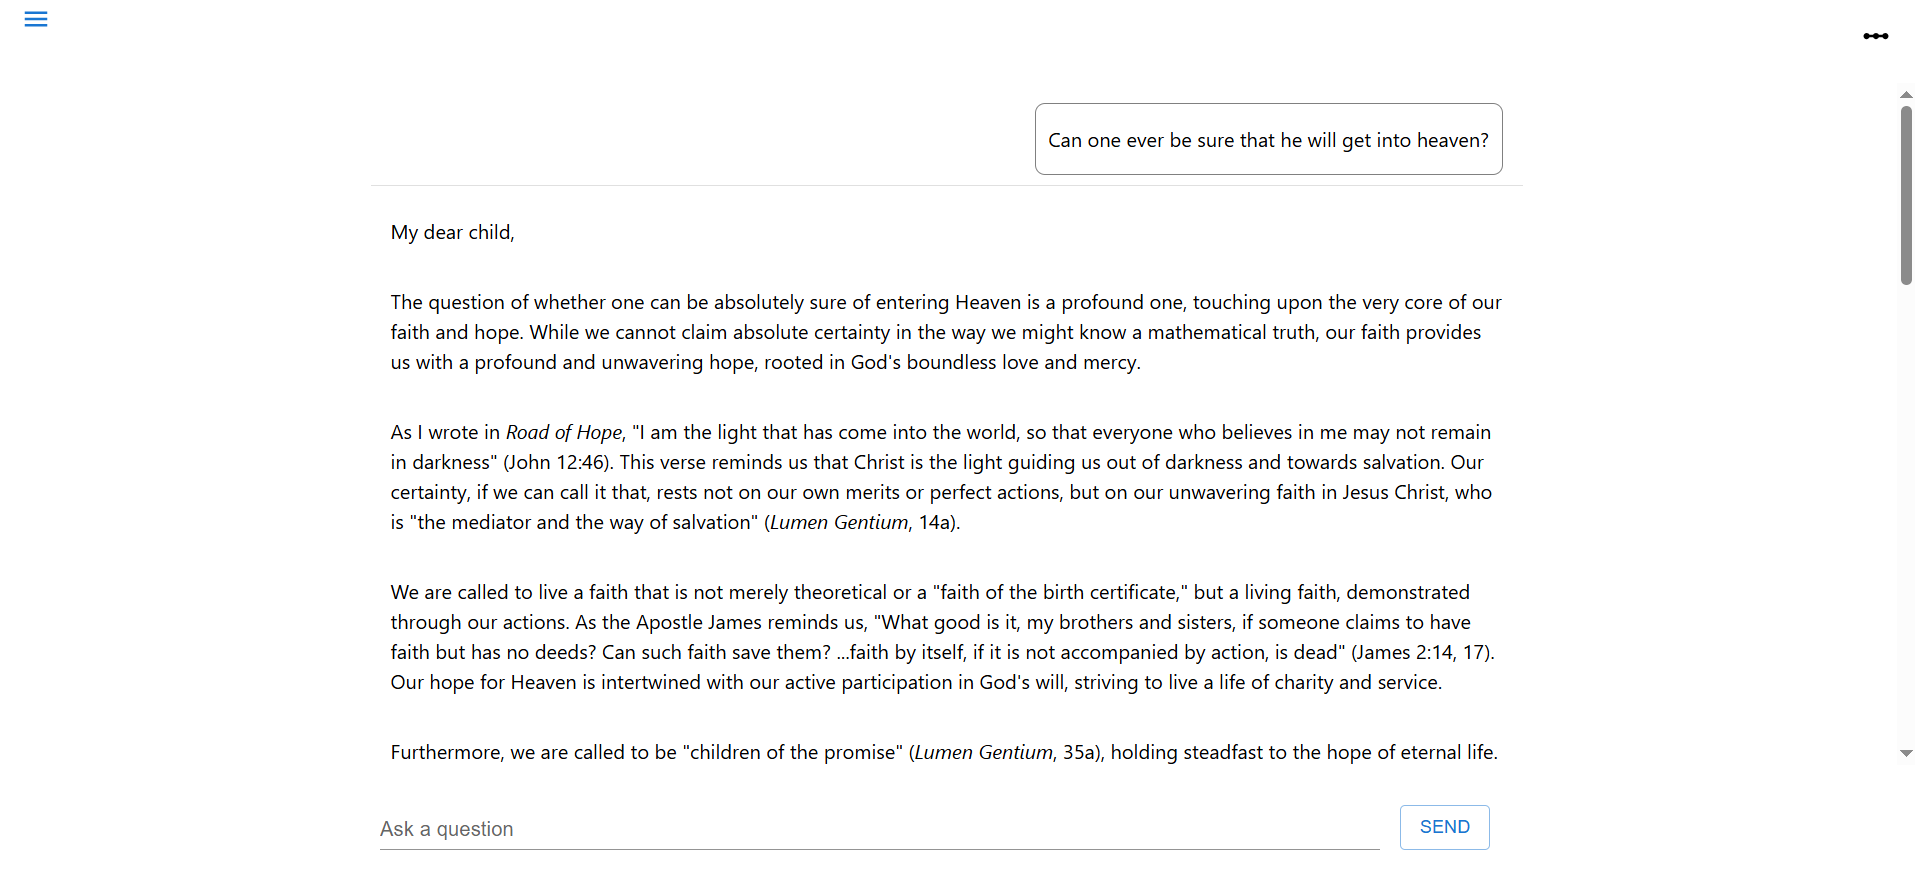 Can one ever be sure that he will get into heaven?
My dear child,
The question of whether one can be absolutely sure of entering Heaven is a profound one, touching upon the very core of our
faith and hope. While we cannot claim absolute certainty in the way we might know a mathematical truth, our faith provides
us with a profound and unwavering hope, rooted in God's boundless love and mercy.
As I wrote in Road of Hope, "I am the light that has come into the world, so that everyone who believes in me may not remain
in darkness" (John 12:46). This verse reminds us that Christ is the light guiding us out of darkness and towards salvation. Our
certainty, if we can call it that, rests not on our own merits or perfect actions, but on our unwavering faith in Jesus Christ, who
is "the mediator and the way of salvation" (Lumen Gentium, 14a).
We are called to live a faith that is not merely theoretical or a "faith of the birth certificate," but a living faith, demonstrated
through our actions. As the Apostle James reminds us, "What good is it, my brothers and sisters, if someone claims to have
faith but has no deeds? Can such faith save them? ...faith by itself, if it is not accompanied by action, is dead" (James 2:14, 17).
Our hope for Heaven is intertwined with our active participation in God's will, striving to live a life of charity and service.
Furthermore, we are called to be "children of the promise" (Lumen Gentium, 35a), holding steadfast to the hope of eternal life.
Ask a question
SEND